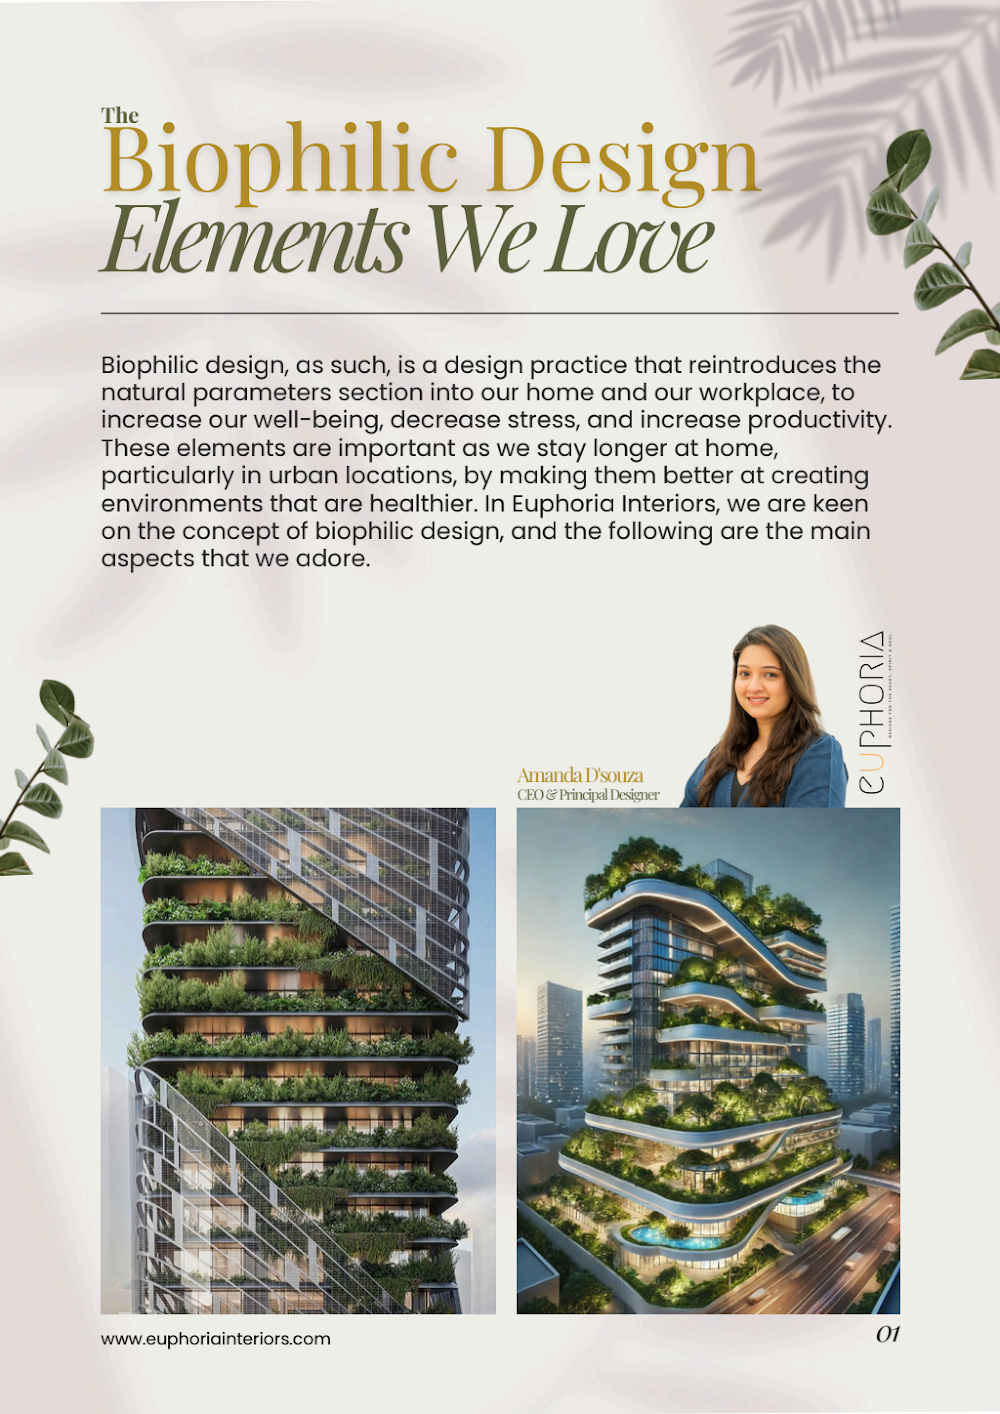 The
Biophilic Design
Elements We Love
Biophilic design, as such, is a design practice that reintroduces the
natural parameters section into our home and our workplace, to
increase our well-being, decrease stress, and increase productivity.
These elements are important as we stay longer at home,
particularly in urban locations, by making them better at creating
environments that are healthier. In Euphoria Interiors, we are keen
on the concept of biophilic design, and the following are the main
aspects that we adore.
euPHORIA
Amanda D'souza
CEO & Principal Designer
www.euphoriainteriors.com
01